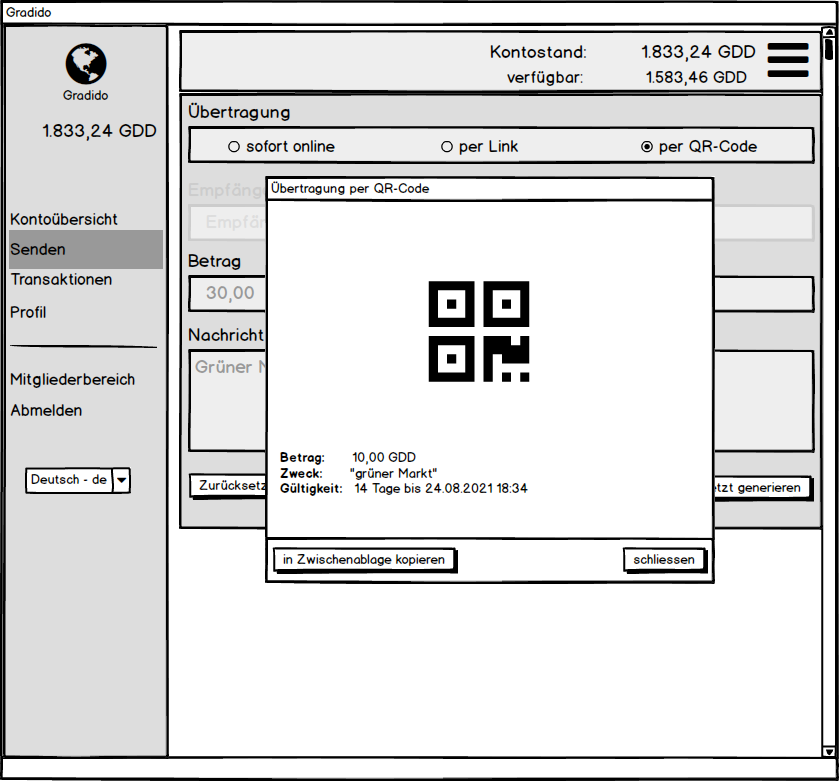 Gradido
Gradido
1.833,24 GDD
Kontoübersicht
Senden
Transaktionen
Profil
Mitgliederbereich
Abmelden
Deutsch - de
Kontostand: 1.833,24 GDD
verfügbar: 1.583,46 GDD
Übertragung
sofort online per Link per QR-Code
Empfänge
Empfän
Betrag
30,00
Nachricht
Grüner
Zurücksetz
etzt generieren
Übertragung per QR-Code
Betrag: 10,00 GDD
Zweck: "grüner Markt"
Gültigkeit: 14 Tage bis 24.08.2021 18:34
in Zwischenablage kopieren schliessen